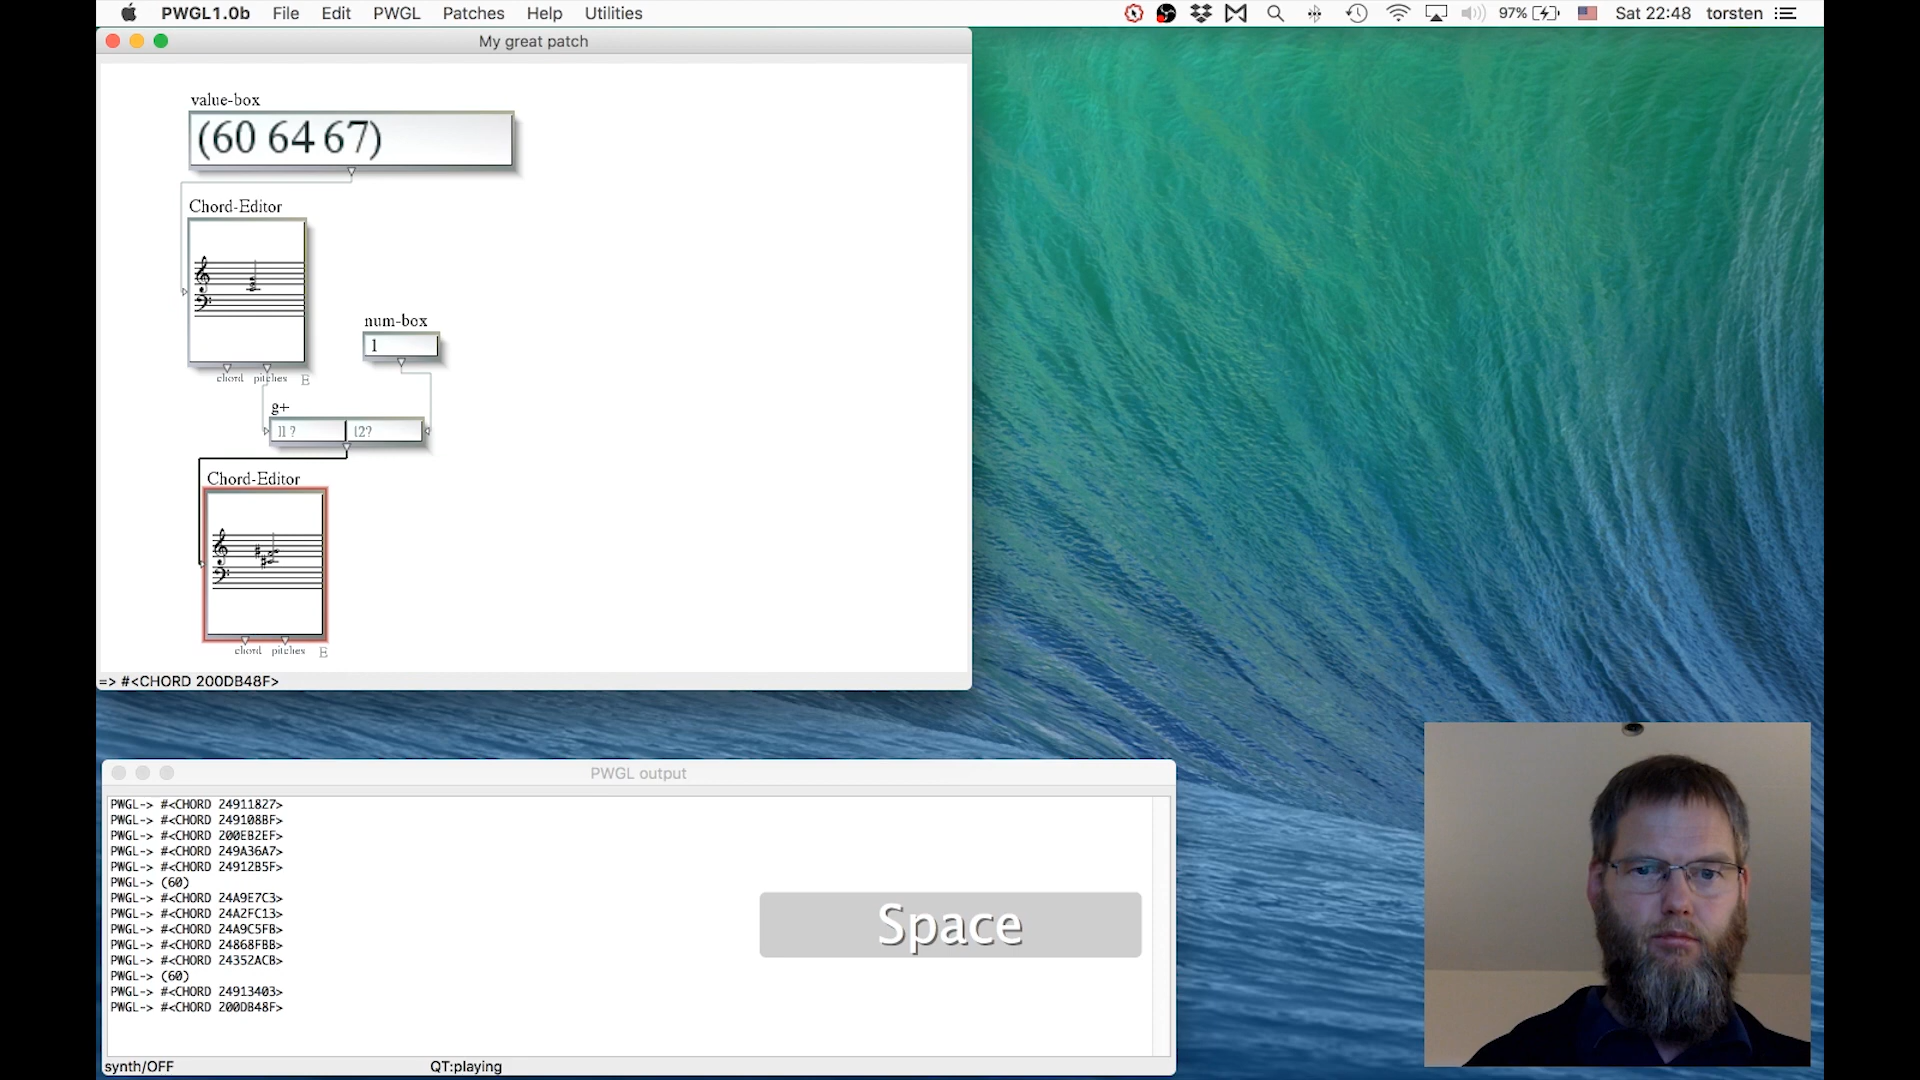 PWGL1.0b File Edit PWGL Patches Help Utilities 97% Sat 22:48 torsten
My great patch
value-box
(60 64 67)
Chord-Editor
num-box
1
chord pitches E
g+
l1 ? l2?
Chord-Editor
chord pitches E
=> #<CHORD 200DB48F>
PWGL output
PWGL-> #<CHORD 24911827>
PWGL-> #<CHORD 249108BF>
PWGL-> #<CHORD 200EB2EF>
PWGL-> #<CHORD 249A36A7>
PWGL-> #<CHORD 24912B5F>
PWGL-> (60)
PWGL-> #<CHORD 24A9E7C3>
PWGL-> #<CHORD 24A2FC13>
PWGL-> #<CHORD 24A9C5FB>
PWGL-> #<CHORD 24868FBB>
PWGL-> #<CHORD 24352ACB>
PWGL-> (60)
PWGL-> #<CHORD 24913403>
PWGL-> #<CHORD 200DB48F>
Space
synth/OFF QT:playing